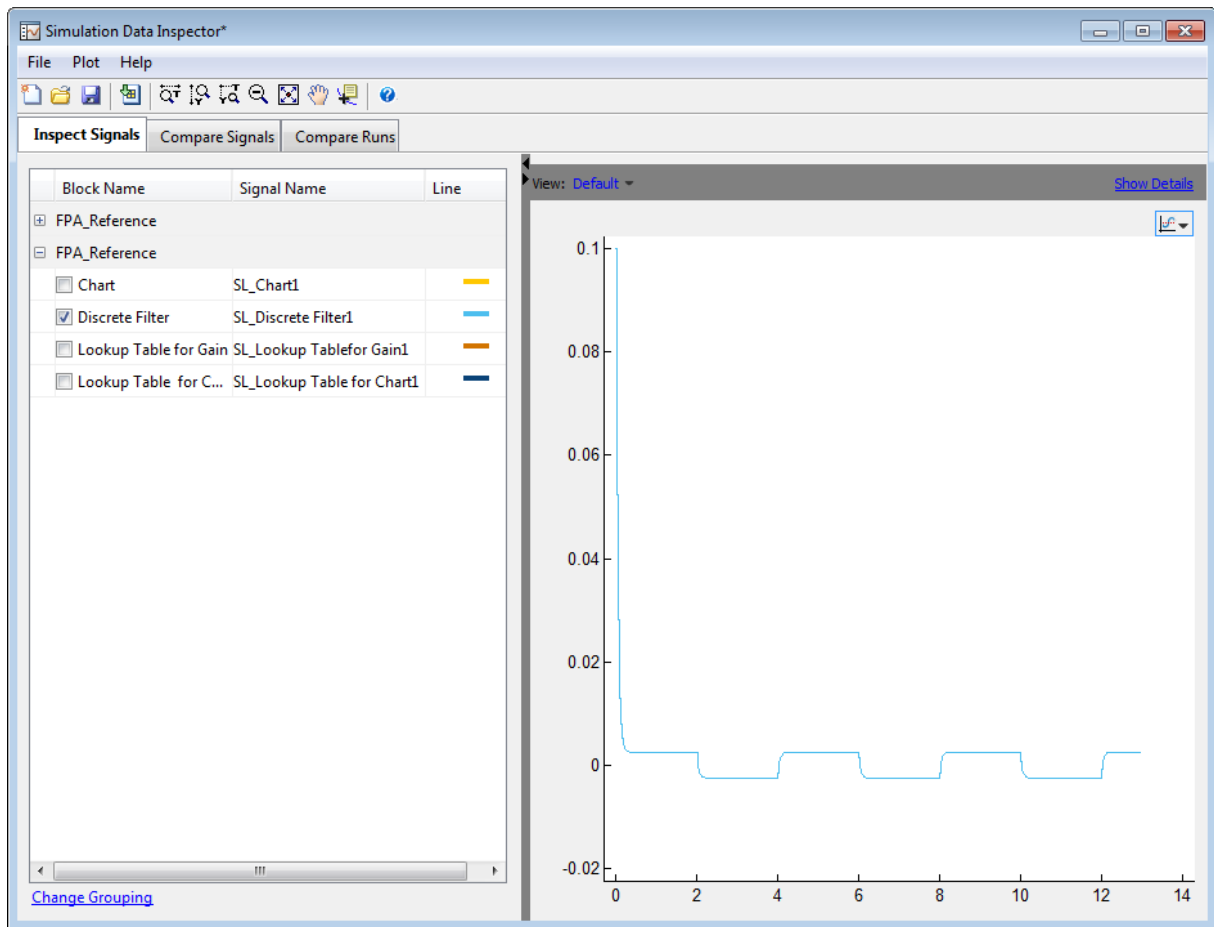 Simulation Data Inspector*
File Plot Help
Inspect Signals Compare Signals Compare Runs
Block Name Signal Name Line
FPA_Reference
FPA_Reference
Chart SL_Chart1
Discrete Filter SL_Discrete Filter1
Lookup Table for Gain SL_Lookup Tablefor Gain1
Lookup Table for C... SL_Lookup Table for Chart1
Change Grouping
View: Default Show Details
0.1
0.08
0.06
0.04
0.02
0
-0.02
0 2 4 6 8 10 12 14